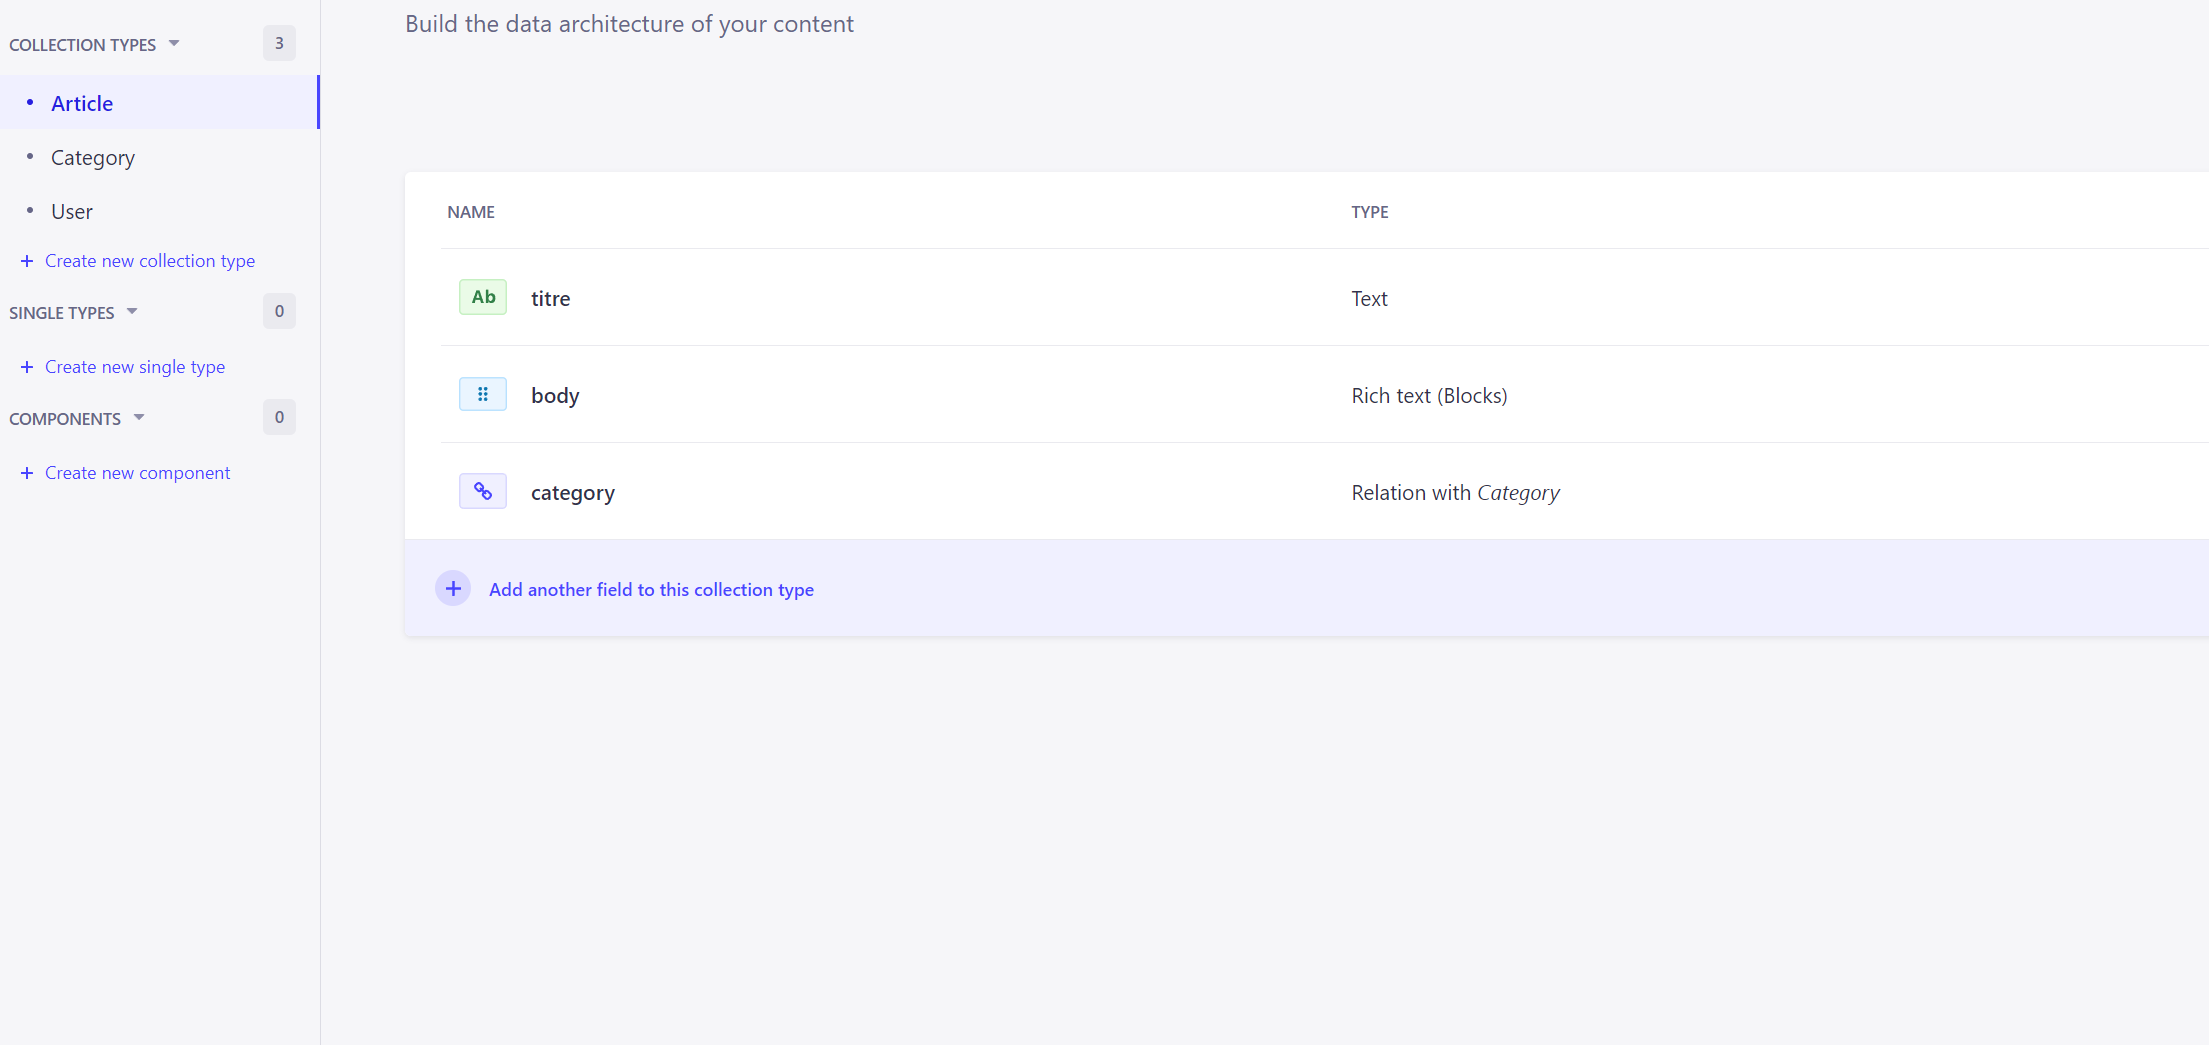 COLLECTION TYPES 3
Article
Category
User
+ Create new collection type
SINGLE TYPES 0
+ Create new single type
COMPONENTS 0
+ Create new component
Build the data architecture of your content
NAME TYPE
Ab titre Text
body Rich text (Blocks)
category Relation with Category
+ Add another field to this collection type